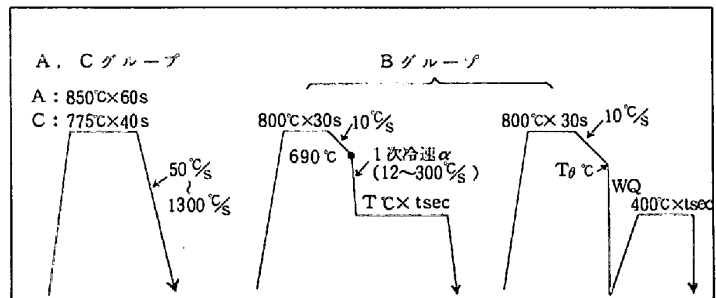 A, Cグループ
A:850℃×60s
C:775℃×40s
50℃/s
~
1300℃/s
Bグループ
800℃×30s
10℃/s
690℃
1次冷速α
(12~300℃/s)
T℃×tsec
800℃×30s
10℃/s
Tθ℃
WQ
400℃×tsec